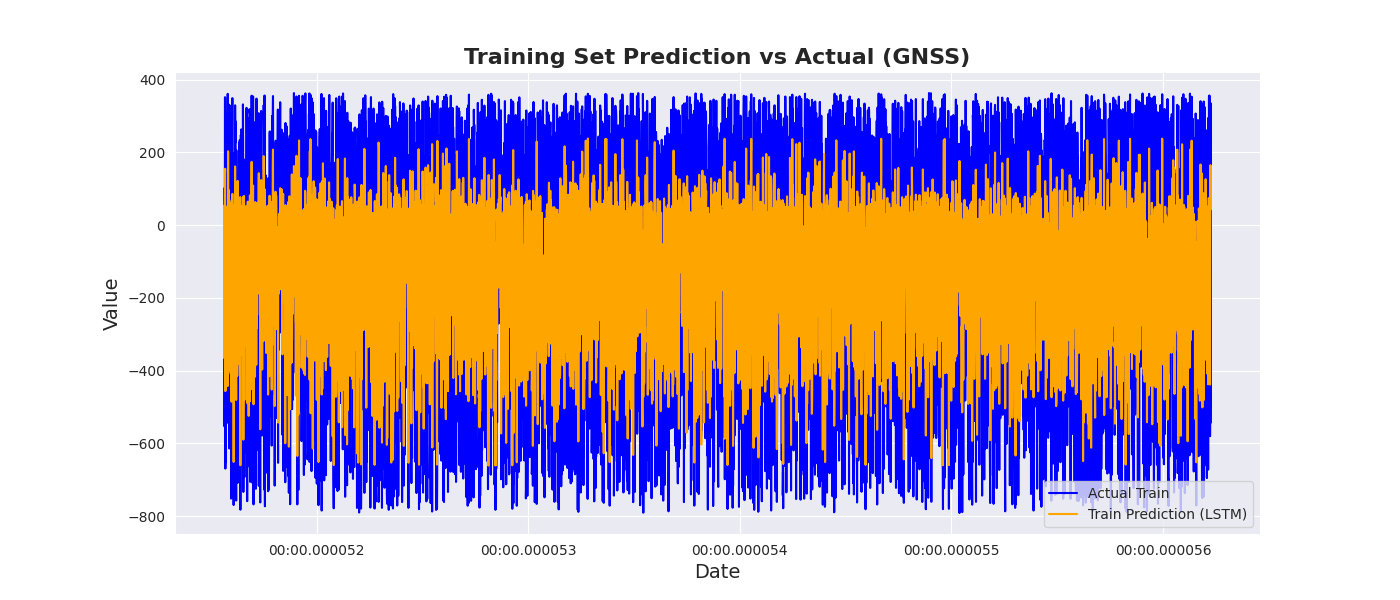 Training Set Prediction vs Actual (GNSS)
400
200
0
−200
−400
−600
−800
Value
Actual Train
Train Prediction (LSTM)
00:00.000052
00:00.000053
00:00.000054
00:00.000055
00:00.000056
Date